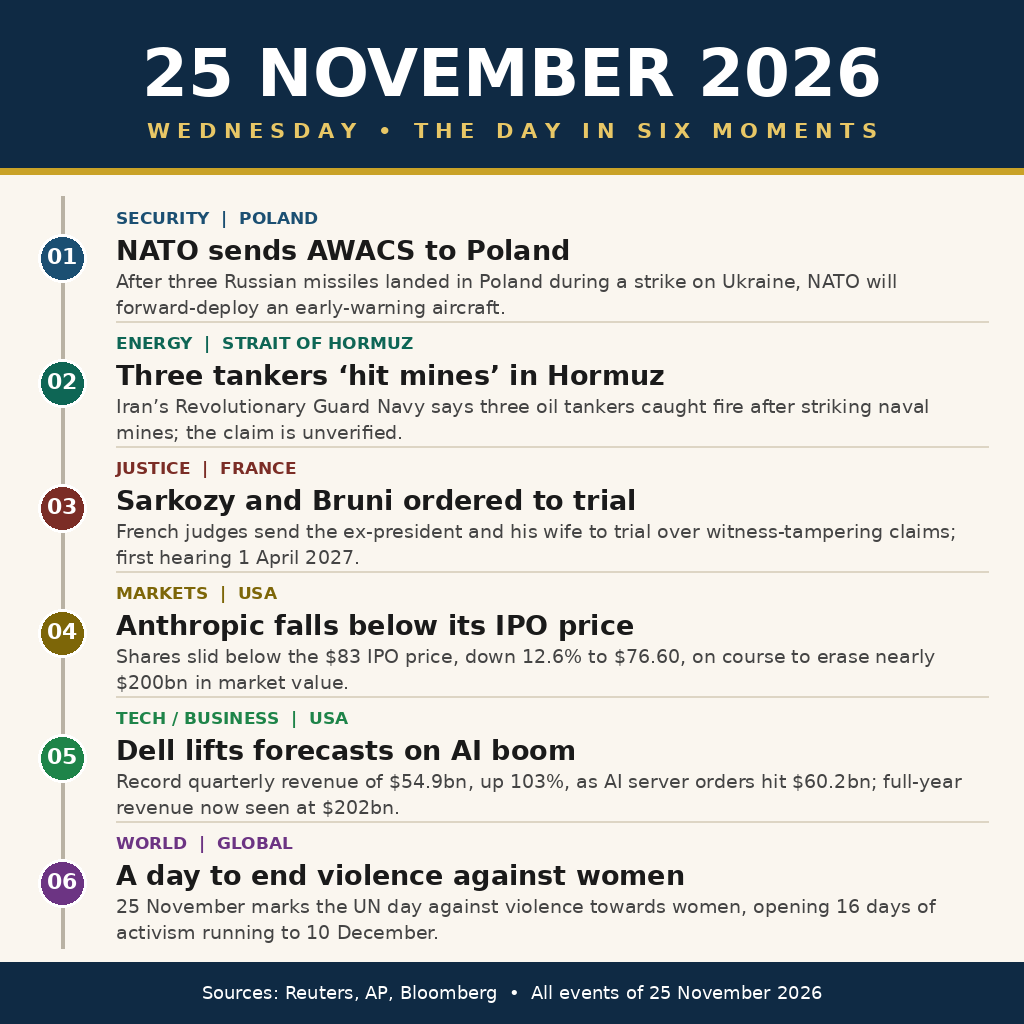 25 NOVEMBER 2026
WEDNESDAY • THE DAY IN SIX MOMENTS
SECURITY | POLAND
01
NATO sends AWACS to Poland
After three Russian missiles landed in Poland during a strike on Ukraine, NATO will
forward-deploy an early-warning aircraft.
ENERGY | STRAIT OF HORMUZ
02
Three tankers ‘hit mines’ in Hormuz
Iran’s Revolutionary Guard Navy says three oil tankers caught fire after striking naval
mines; the claim is unverified.
JUSTICE | FRANCE
03
Sarkozy and Bruni ordered to trial
French judges send the ex-president and his wife to trial over witness-tampering claims;
first hearing 1 April 2027.
MARKETS | USA
04
Anthropic falls below its IPO price
Shares slid below the $83 IPO price, down 12.6% to $76.60, on course to erase nearly
$200bn in market value.
TECH / BUSINESS | USA
05
Dell lifts forecasts on AI boom
Record quarterly revenue of $54.9bn, up 103%, as AI server orders hit $60.2bn; full-year
revenue now seen at $202bn.
WORLD | GLOBAL
06
A day to end violence against women
25 November marks the UN day against violence towards women, opening 16 days of
activism running to 10 December.
Sources: Reuters, AP, Bloomberg • All events of 25 November 2026